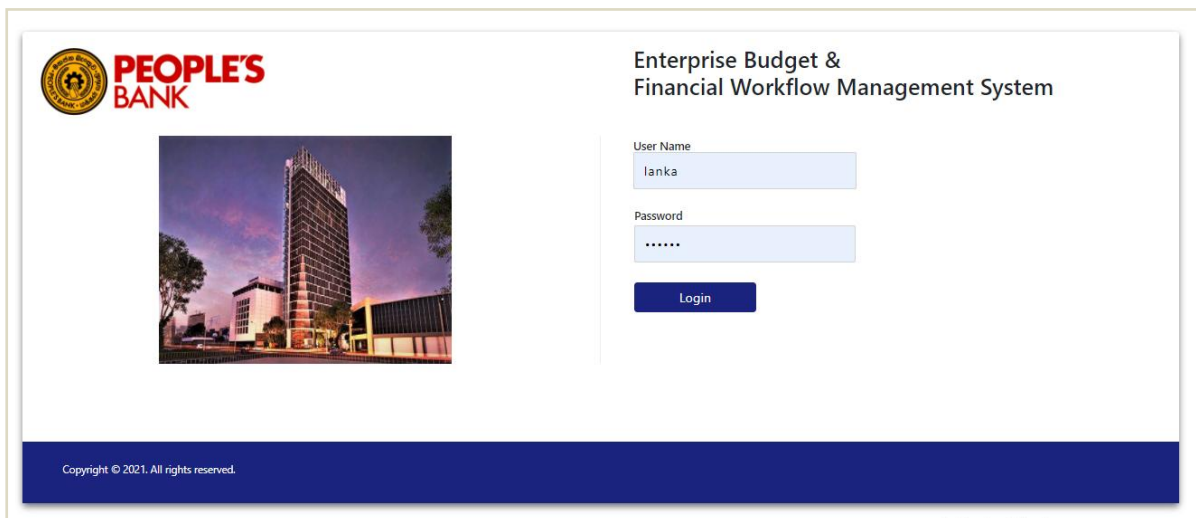 PEOPLE'S
BANK
Enterprise Budget &
Financial Workflow Management System
User Name
lanka
Password
••••••
Login
Copyright © 2021. All rights reserved.